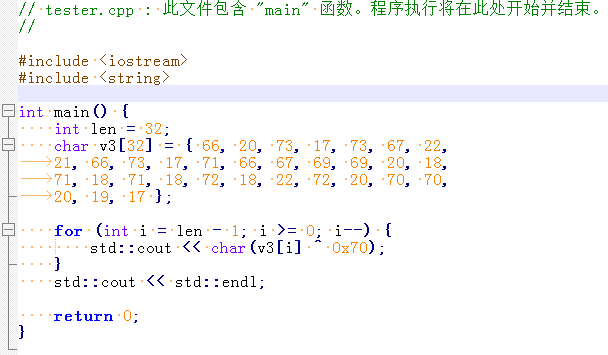 // tester.cpp : 此文件包含 "main" 函数。程序执行将在此处开始并结束。
//
#include <iostream>
#include <string>
int main() {
int len = 32;
char v3[32] = { 66, 20, 73, 17, 73, 67, 22,
21, 66, 73, 17, 71, 66, 67, 69, 69, 20, 18,
71, 18, 71, 18, 72, 18, 22, 72, 20, 70, 70,
20, 19, 17 };
for (int i = len - 1; i >= 0; i--) {
std::cout << char(v3[i] ^ 0x70);
}
std::cout << std::endl;
return 0;
}